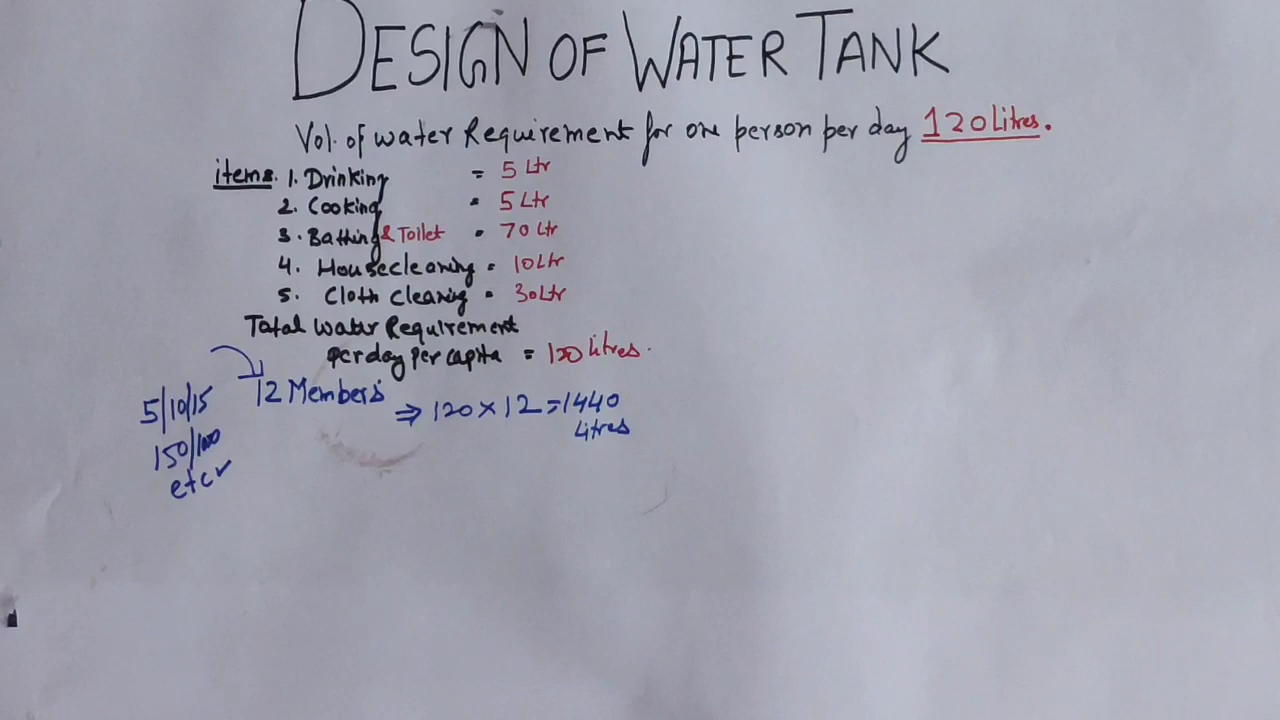 DESIGN OF WATER TANK
Vol. of water Requirement for one person per day 120 Litres.
items. 1. Drinking = 5 Ltr
2. Cooking = 5 Ltr
3. Bathing & Toilet = 70 Ltr
4. Housecleaning = 10 Ltr
5. Cloth Cleaning = 30 Ltr
Total Water Requirement
per day per capita = 120 Litres.
12 Members
⇒ 120 × 12 = 1440
Litres
5/10/15
150/100
etc ✓